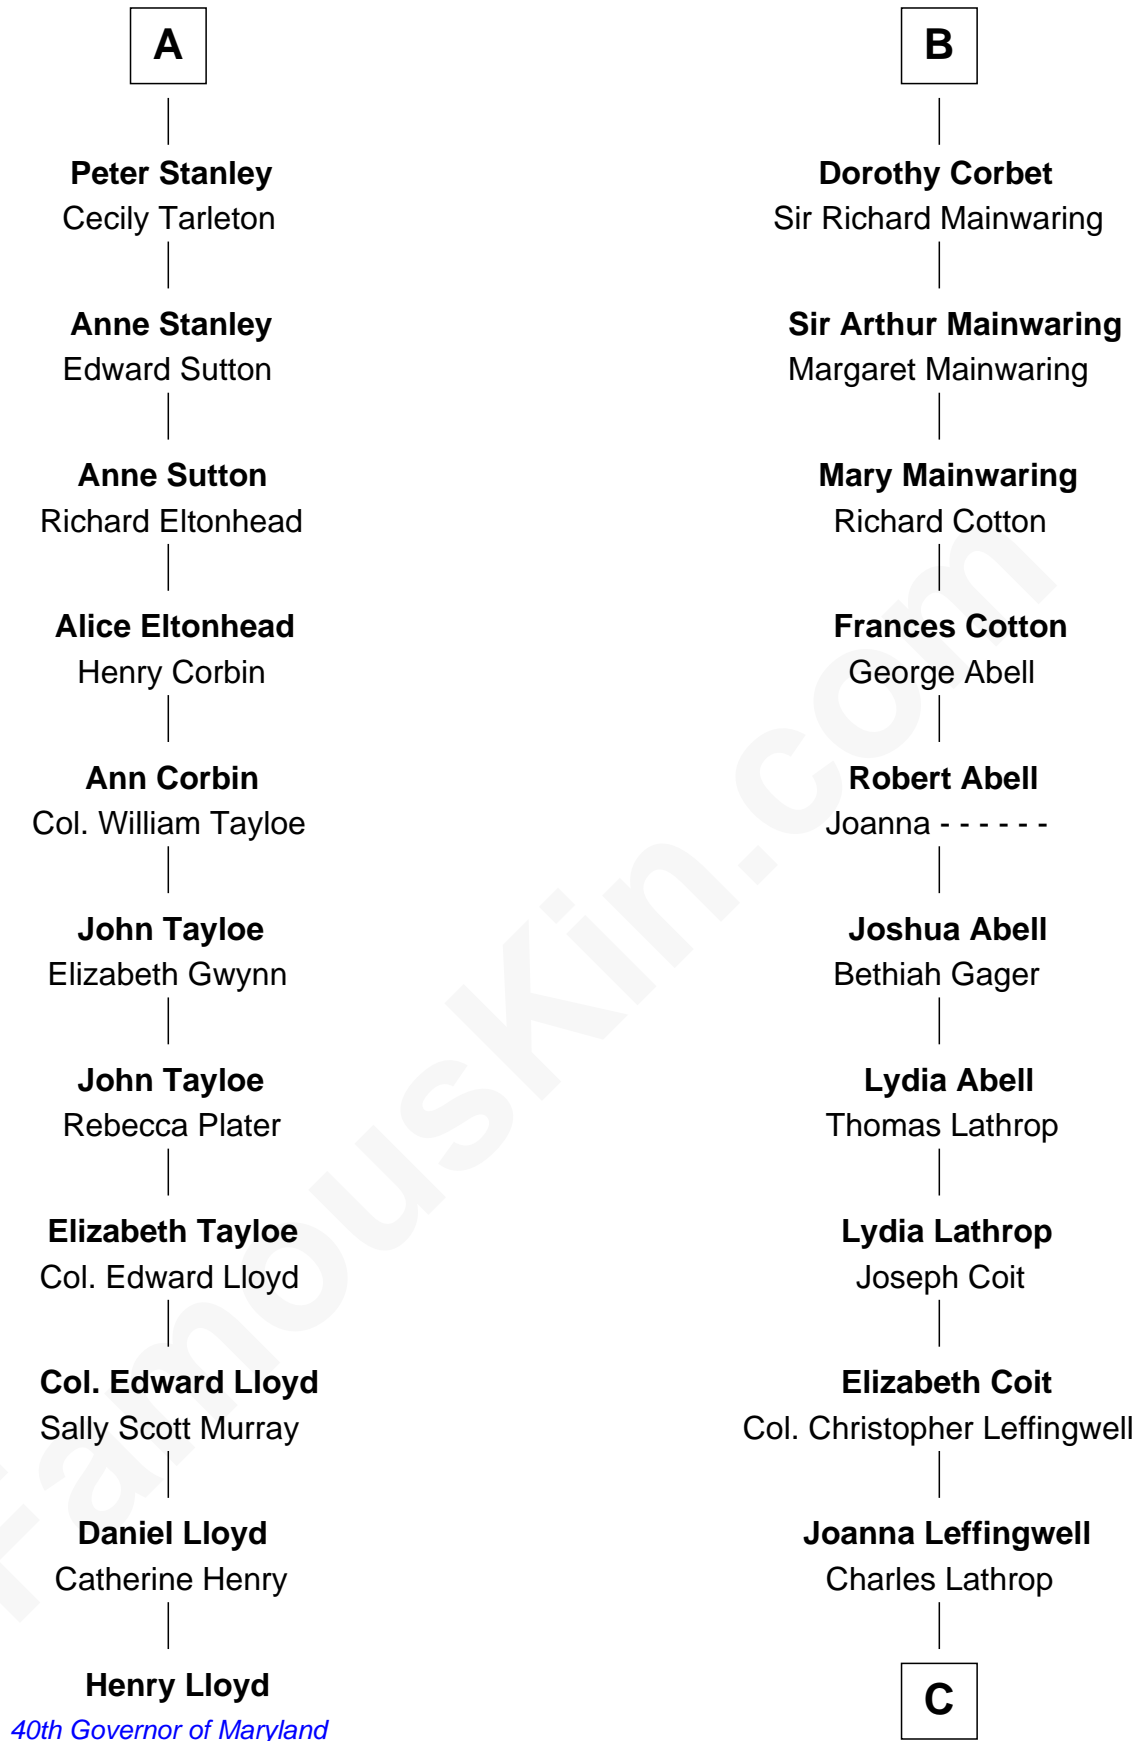 A
Peter Stanley
Cecily Tarleton
Anne Stanley
Edward Sutton
Anne Sutton
Richard Eltonhead
Alice Eltonhead
Henry Corbin
Ann Corbin
Col. William Tayloe
John Tayloe
Elizabeth Gwynn
John Tayloe
Rebecca Plater
Elizabeth Tayloe
Col. Edward Lloyd
Col. Edward Lloyd
Sally Scott Murray
Daniel Lloyd
Catherine Henry
Henry Lloyd
40th Governor of Maryland
B
Dorothy Corbet
Sir Richard Mainwaring
Sir Arthur Mainwaring
Margaret Mainwaring
Mary Mainwaring
Richard Cotton
Frances Cotton
George Abell
Robert Abell
Joanna - - - - - -
Joshua Abell
Bethiah Gager
Lydia Abell
Thomas Lathrop
Lydia Lathrop
Joseph Coit
Elizabeth Coit
Col. Christopher Leffingwell
Joanna Leffingwell
Charles Lathrop
C
FamousKin.com